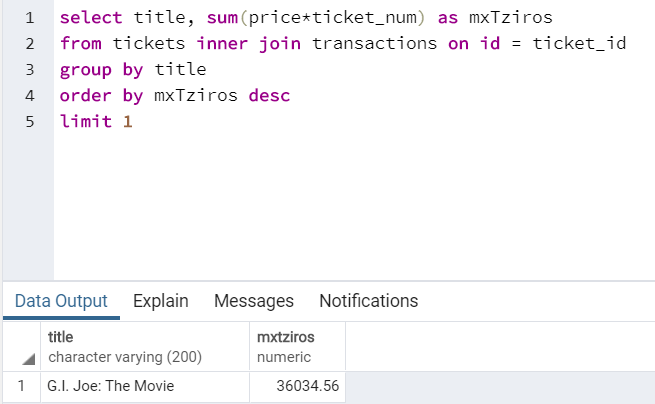 1 select title, sum(price*ticket_num) as mxTziros
2 from tickets inner join transactions on id = ticket_id
3 group by title
4 order by mxTziros desc
5 limit 1
Data Output Explain Messages Notifications
title mxtziros
character varying (200) numeric
1 G.I. Joe: The Movie 36034.56